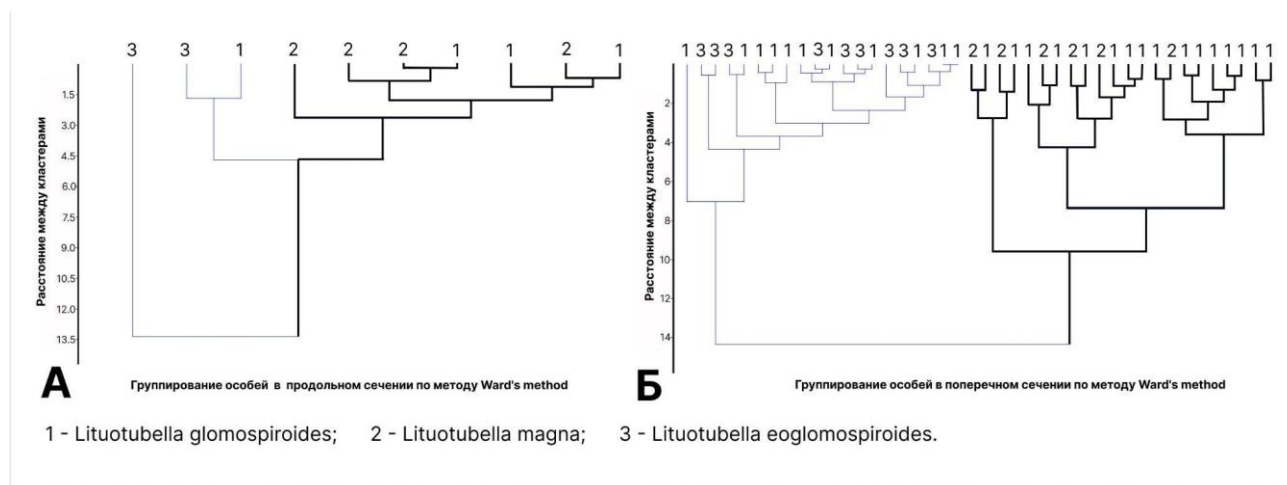 3 3 1 2 2 2 1 1 2 1
Расстояние между кластерами
1.5
3.0
4.5
6.0
7.5
9.0
10.5
12.0
13.5
А
Группирование особей в продольном сечении по методу Ward's method
1 3 3 3 1 1 1 1 1 3 1 3 3 1 3 3 1 3 1 1 2 1 2 1 1 2 1 2 1 2 1 1 1 1 2 1 1 1 1 1 1 1
Расстояние между кластерами
2
4
6
8
10
12
14
Б
Группирование особей в поперечном сечении по методу Ward's method
1 - Lituotubella glomospiroides; 2 - Lituotubella magna; 3 - Lituotubella eoglomospiroides.